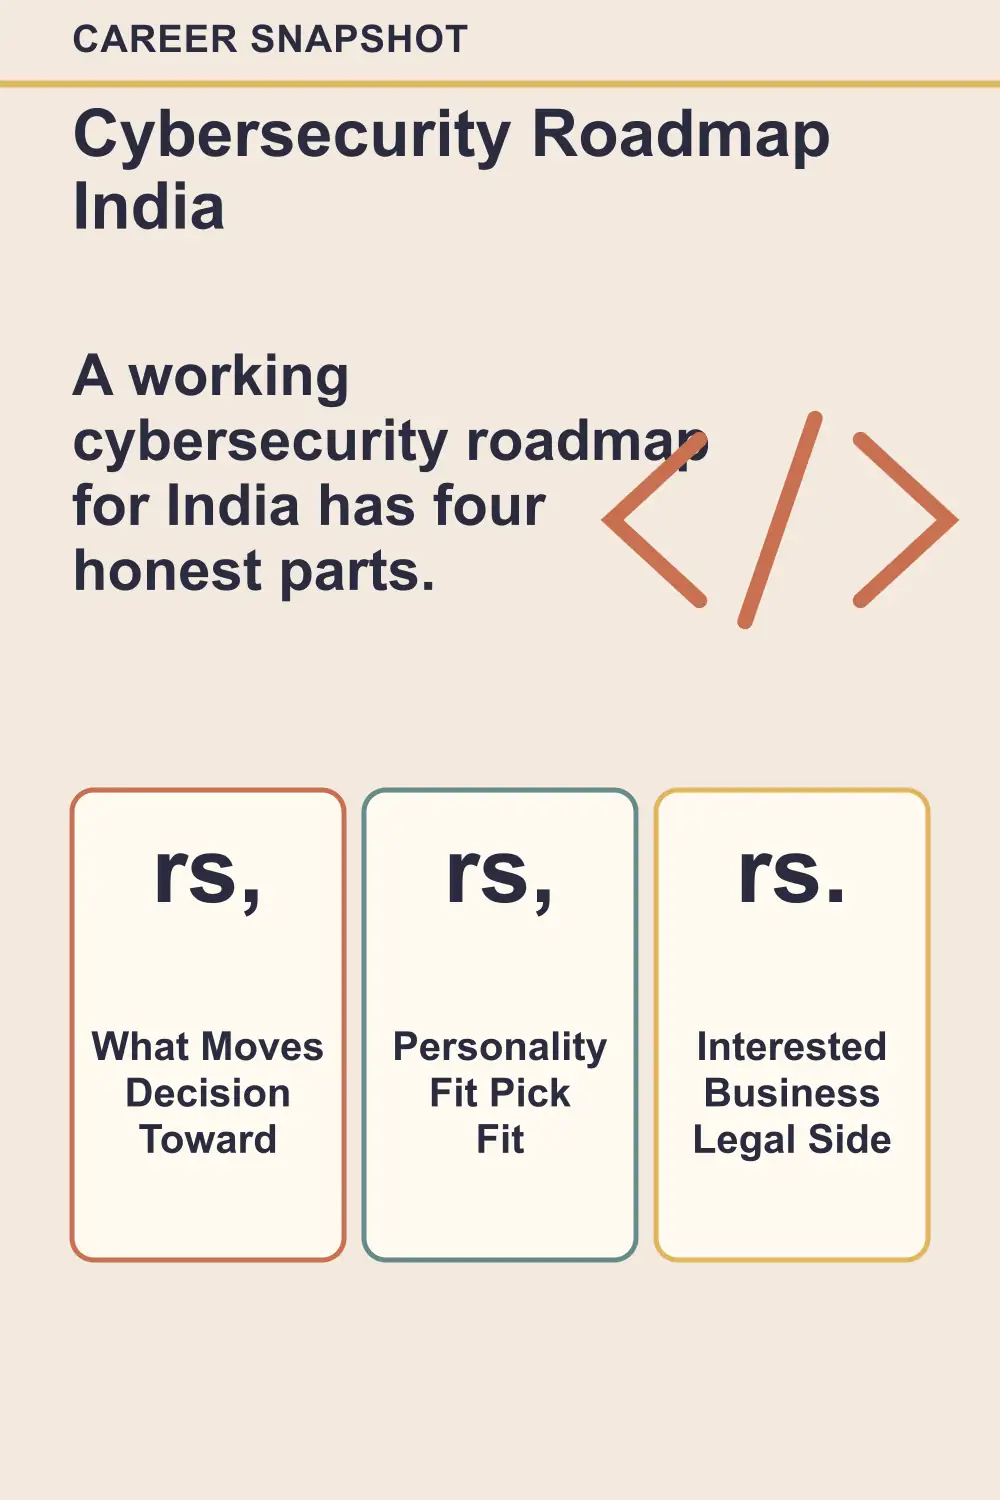 CAREER SNAPSHOT
Cybersecurity Roadmap
India
A working
cybersecurity roadmap
for India has four
honest parts.
rs,
What Moves
Decision
Toward
rs,
Personality
Fit Pick
Fit
rs.
Interested
Business
Legal Side